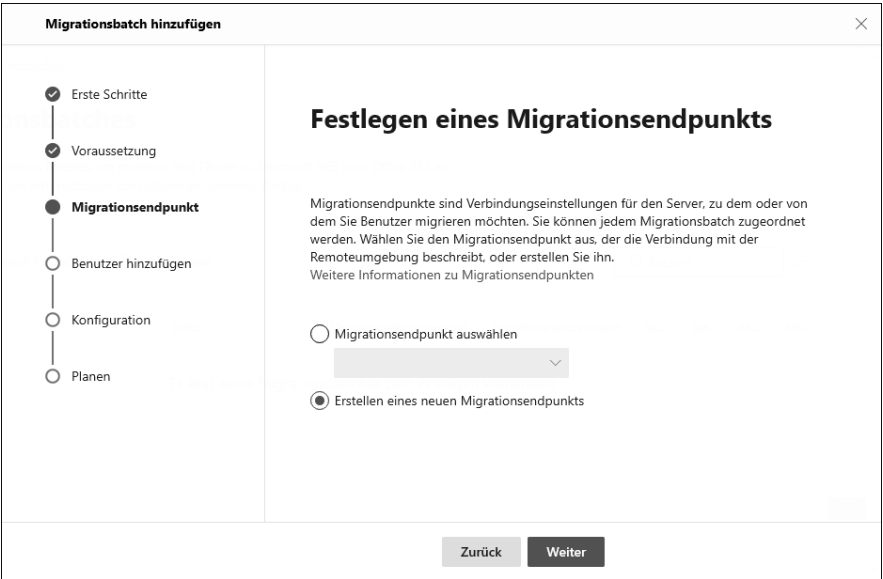 Migrationsbatch hinzufügen
Erste Schritte
Voraussetzung
Migrationsendpunkt
Benutzer hinzufügen
Konfiguration
Planen
Festlegen eines Migrationsendpunkts
Migrationsendpunkte sind Verbindungseinstellungen für den Server, zu dem oder von
dem Sie Benutzer migrieren möchten. Sie können jedem Migrationsbatch zugeordnet
werden. Wählen Sie den Migrationsendpunkt aus, der die Verbindung mit der
Remoteumgebung beschreibt, oder erstellen Sie ihn.
Weitere Informationen zu Migrationsendpunkten
Migrationsendpunkt auswählen
Erstellen eines neuen Migrationsendpunkts
Zurück
Weiter